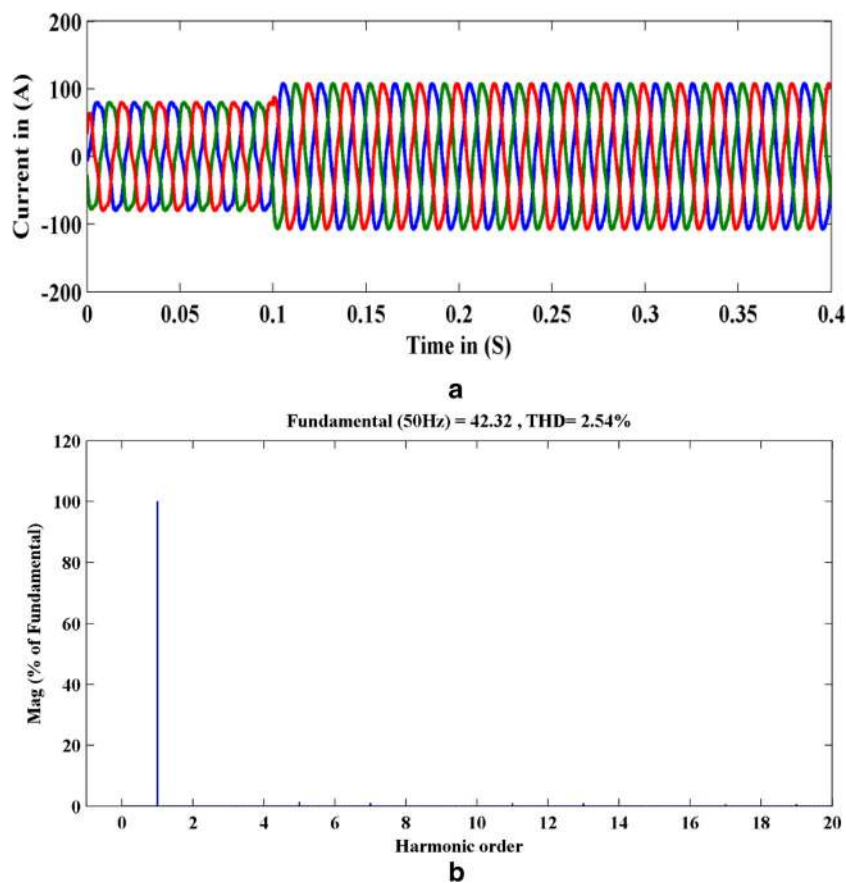 200
100
0
-100
-200
Current in (A)
0 0.05 0.1 0.15 0.2 0.25 0.3 0.35 0.4
Time in (S)
a
Fundamental (50Hz) = 42.32 , THD= 2.54%
120
100
80
60
40
20
0
Mag (% of Fundamental)
0 2 4 6 8 10 12 14 16 18 20
Harmonic order
b